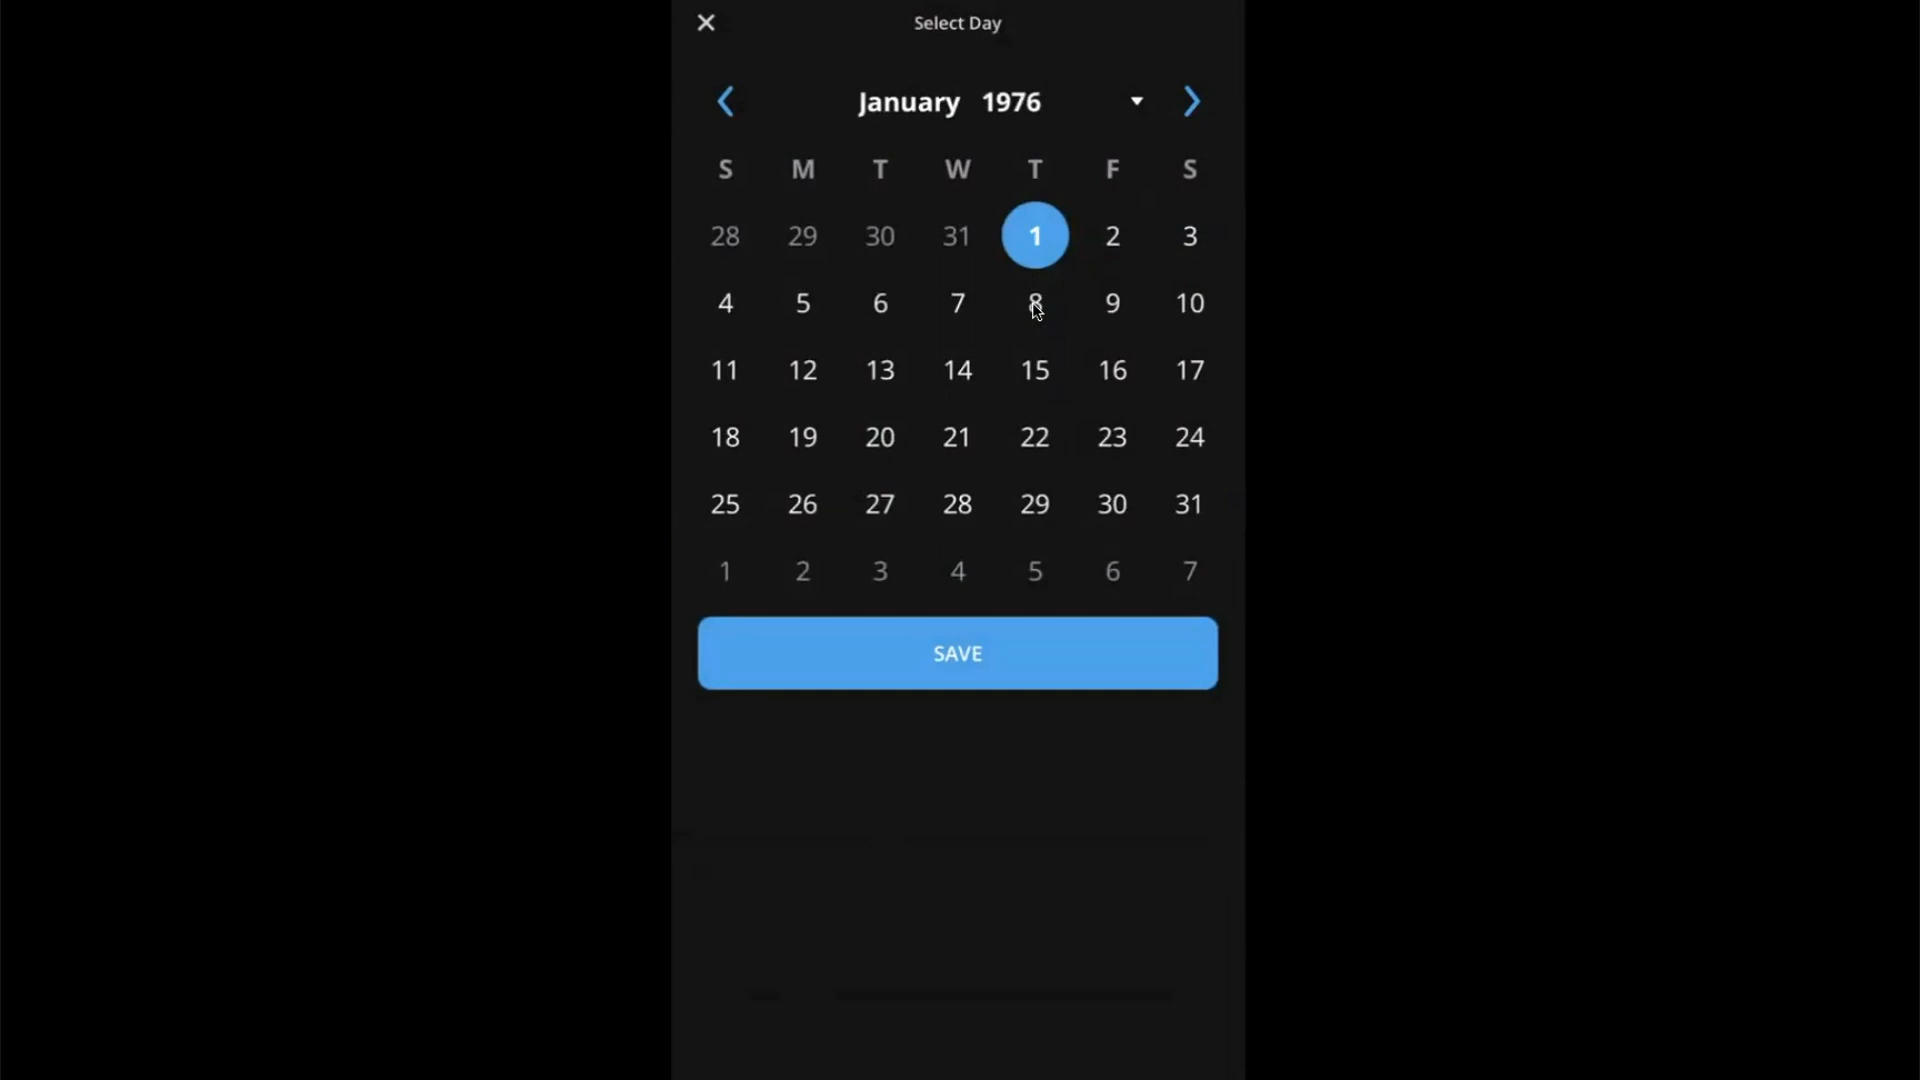 Select Day
January 1976
S M T W T F S
28 29 30 31 1 2 3
4 5 6 7 8 9 10
11 12 13 14 15 16 17
18 19 20 21 22 23 24
25 26 27 28 29 30 31
1 2 3 4 5 6 7
SAVE